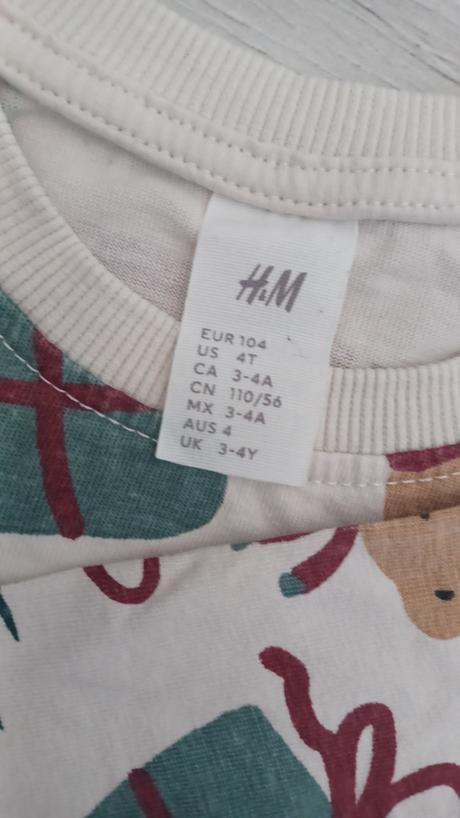 H&M
EUR 104
US 4T
CA 3-4A
CN 110/56
MX 3-4A
AUS 4
UK 3-4Y